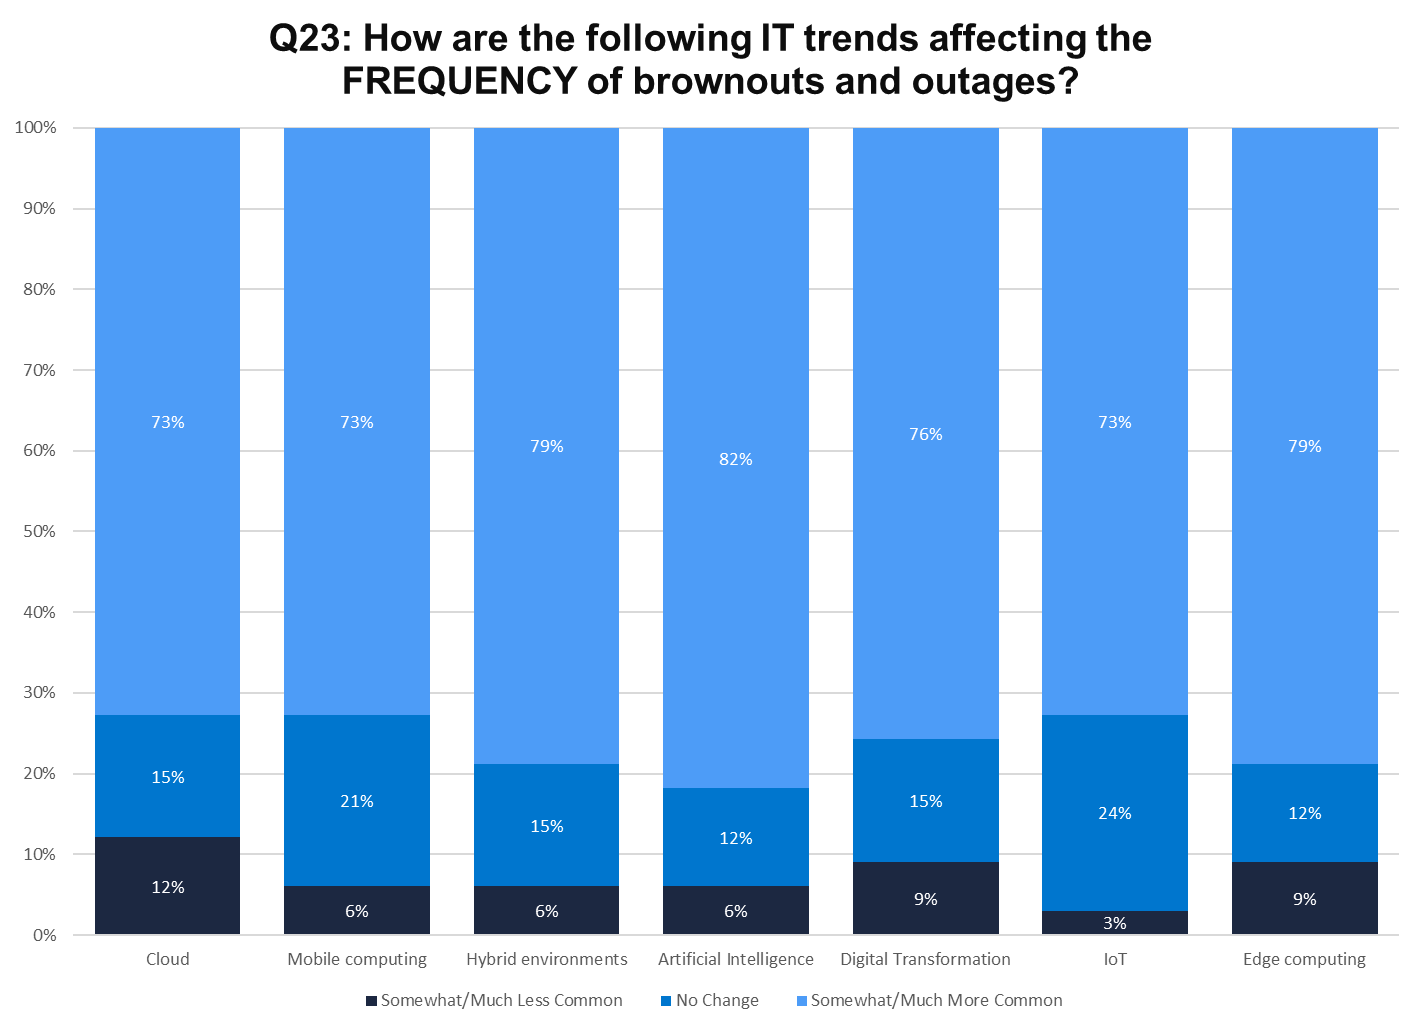 Q23: How are the following IT trends affecting the
FREQUENCY of brownouts and outages?
100%
90%
80%
70%
60%
50%
40%
30%
20%
10%
0%
73%
73%
79%
82%
76%
73%
79%
15%
21%
15%
12%
15%
24%
12%
12%
6%
6%
6%
9%
3%
9%
Cloud
Mobile computing
Hybrid environments
Artificial Intelligence
Digital Transformation
IoT
Edge computing
Somewhat/Much Less Common
No Change
Somewhat/Much More Common